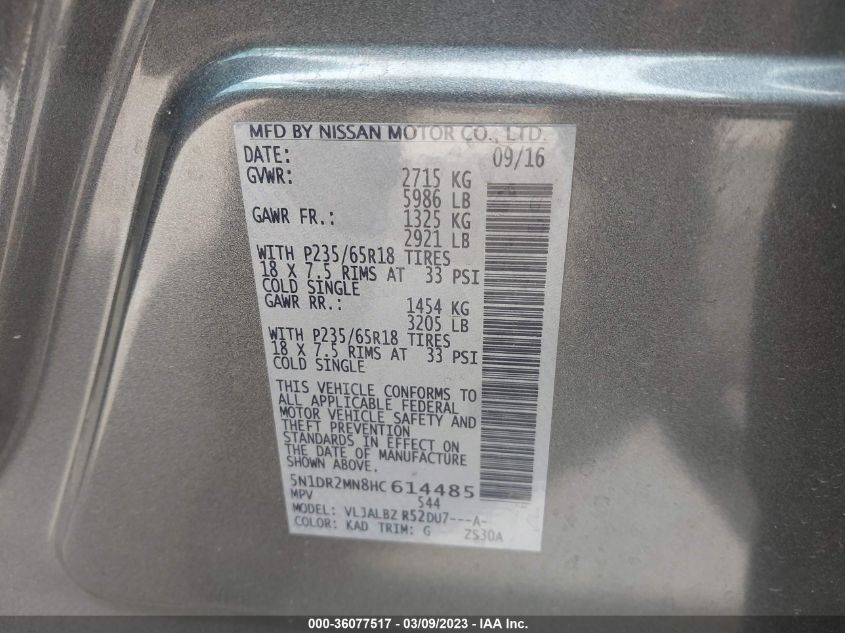 MFD BY NISSAN MOTOR CO., LTD.
DATE: 09/16
GVWR: 2715 KG
5986 LB
GAWR FR.: 1325 KG
2921 LB
WITH P235/65R18 TIRES
18 X 7.5 RIMS AT 33 PSI
COLD SINGLE
GAWR RR.: 1454 KG
3205 LB
WITH P235/65R18 TIRES
18 X 7.5 RIMS AT 33 PSI
COLD SINGLE
THIS VEHICLE CONFORMS TO
ALL APPLICABLE FEDERAL
MOTOR VEHICLE SAFETY AND
THEFT PREVENTION
STANDARDS IN EFFECT ON
THE DATE OF MANUFACTURE
SHOWN ABOVE.
5N1DR2MN8HC614485
MPV 544
MODEL: VLJALBZ R52DU7---A-
COLOR: KAD TRIM: G ZS30A
000-36077517 - 03/09/2023 - IAA Inc.